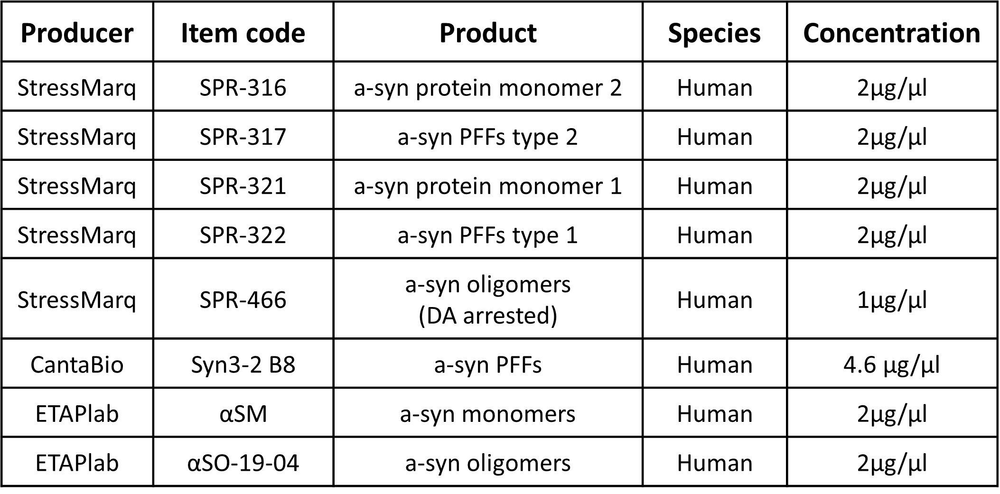 Producer Item code Product Species Concentration
StressMarq SPR-316 a-syn protein monomer 2 Human 2µg/µl
StressMarq SPR-317 a-syn PFFs type 2 Human 2µg/µl
StressMarq SPR-321 a-syn protein monomer 1 Human 2µg/µl
StressMarq SPR-322 a-syn PFFs type 1 Human 2µg/µl
StressMarq SPR-466 a-syn oligomers
(DA arrested) Human 1µg/µl
CantaBio Syn3-2 B8 a-syn PFFs Human 4.6 µg/µl
ETAPlab αSM a-syn monomers Human 2µg/µl
ETAPlab αSO-19-04 a-syn oligomers Human 2µg/µl